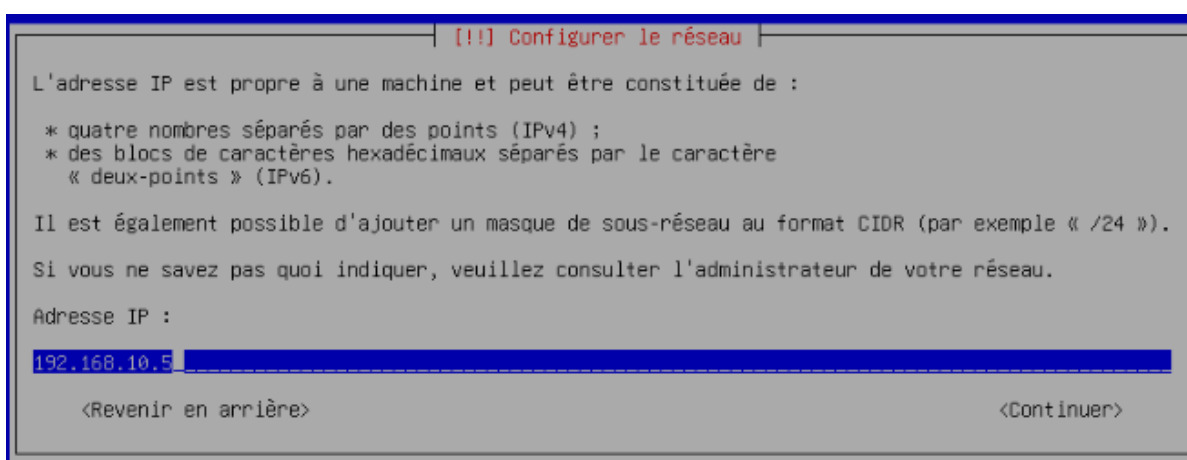 [!!] Configurer le réseau
L'adresse IP est propre à une machine et peut être constituée de :
* quatre nombres séparés par des points (IPv4) ;
* des blocs de caractères hexadécimaux séparés par le caractère
« deux-points » (IPv6).
Il est également possible d'ajouter un masque de sous-réseau au format CIDR (par exemple « /24 »).
Si vous ne savez pas quoi indiquer, veuillez consulter l'administrateur de votre réseau.
Adresse IP :
192.168.10.5
<Revenir en arrière> <Continuer>